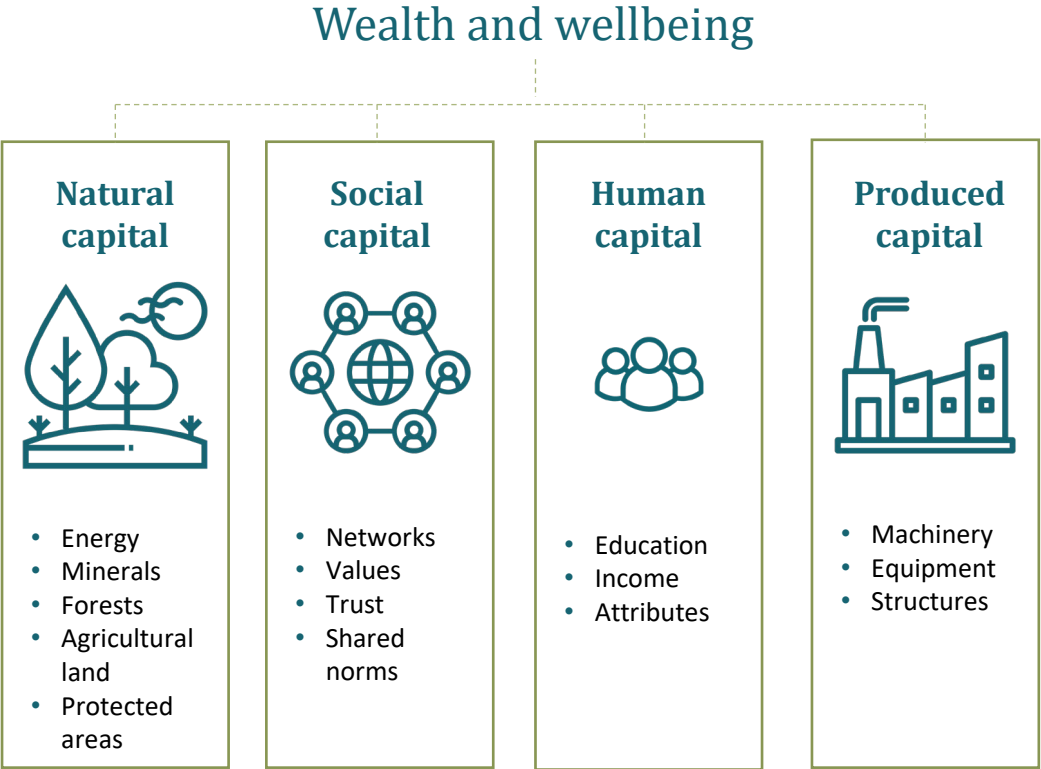 Wealth and wellbeing
Natural
capital
• Energy
• Minerals
• Forests
• Agricultural
land
• Protected
areas
Social
capital
• Networks
• Values
• Trust
• Shared
norms
Human
capital
• Education
• Income
• Attributes
Produced
capital
• Machinery
• Equipment
• Structures